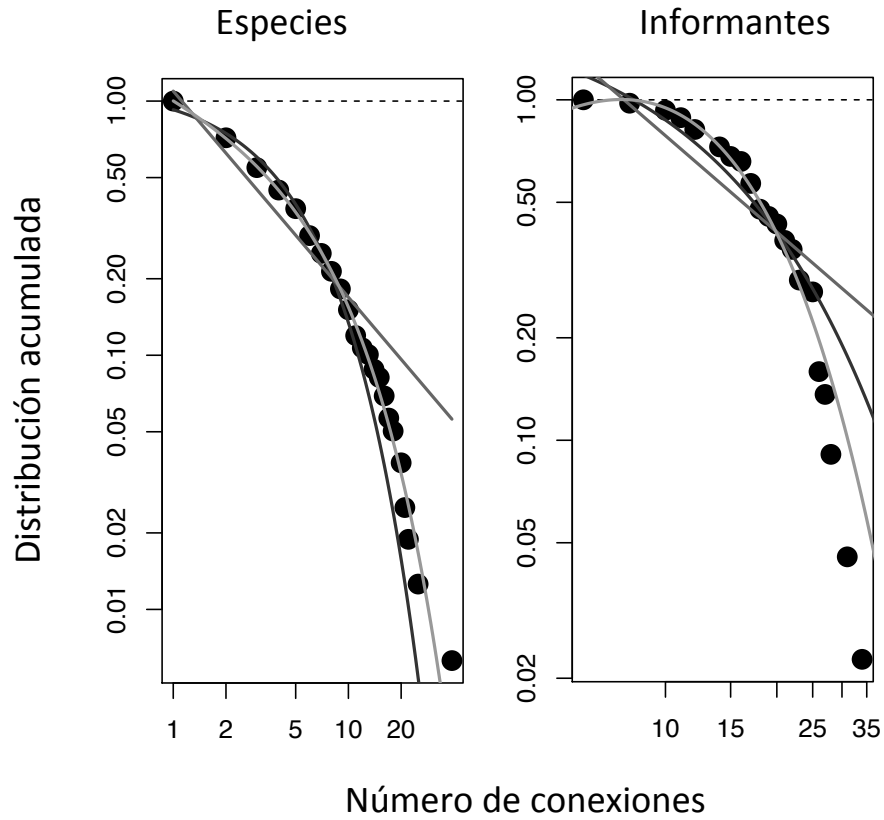 Especies
Informantes
Distribución acumulada
1.00
0.50
0.20
0.10
0.05
0.02
0.01
1 2 5 10 20
1.00
0.50
0.20
0.10
0.05
0.02
10 15 25 35
Número de conexiones